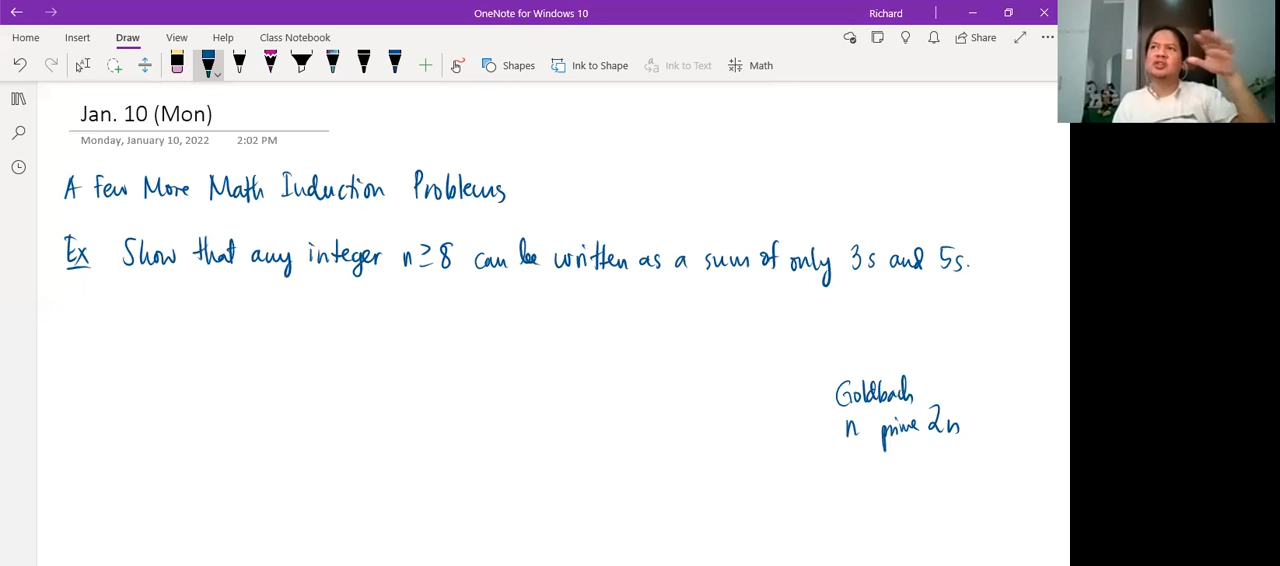 OneNote for Windows 10
Richard
Home Insert Draw View Help Class Notebook
Share
Shapes Ink to Shape Ink to Text Math
Jan. 10 (Mon)
Monday, January 10, 2022 2:02 PM
A Few More Math Induction Problems
Ex Show that any integer n ≥ 8 can be written as a sum of only 3s and 5s.
Goldbach
n prime 2n